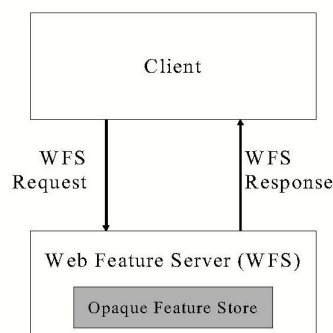 Client
WFS
Request
WFS
Response
Web Feature Server (WFS)
Opaque Feature Store